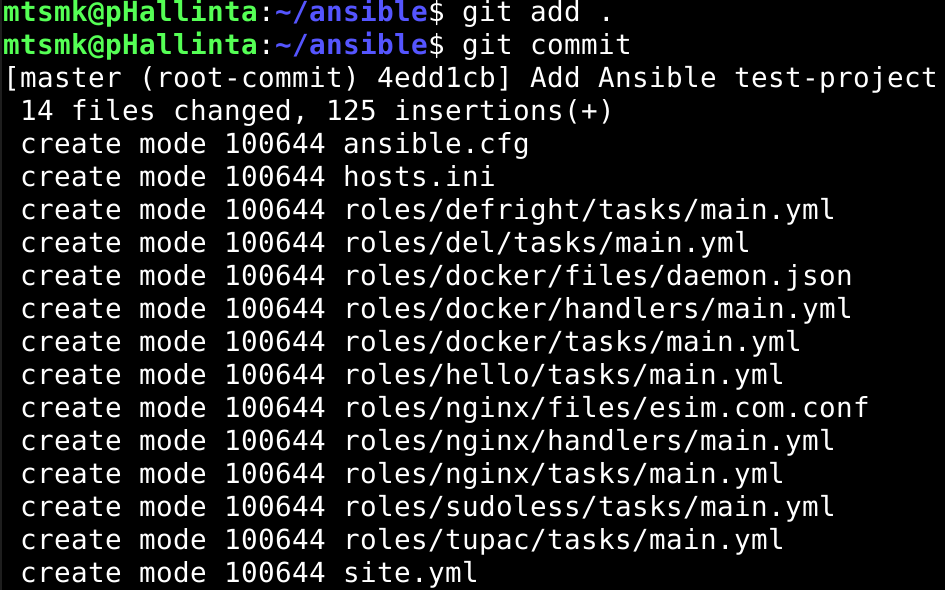 mtsmk@pHallinta:~/ansible$ git add .
mtsmk@pHallinta:~/ansible$ git commit
[master (root-commit) 4edd1cb] Add Ansible test-project
 14 files changed, 125 insertions(+)
 create mode 100644 ansible.cfg
 create mode 100644 hosts.ini
 create mode 100644 roles/defright/tasks/main.yml
 create mode 100644 roles/del/tasks/main.yml
 create mode 100644 roles/docker/files/daemon.json
 create mode 100644 roles/docker/handlers/main.yml
 create mode 100644 roles/docker/tasks/main.yml
 create mode 100644 roles/hello/tasks/main.yml
 create mode 100644 roles/nginx/files/esim.com.conf
 create mode 100644 roles/nginx/handlers/main.yml
 create mode 100644 roles/nginx/tasks/main.yml
 create mode 100644 roles/sudoless/tasks/main.yml
 create mode 100644 roles/tupac/tasks/main.yml
 create mode 100644 site.yml